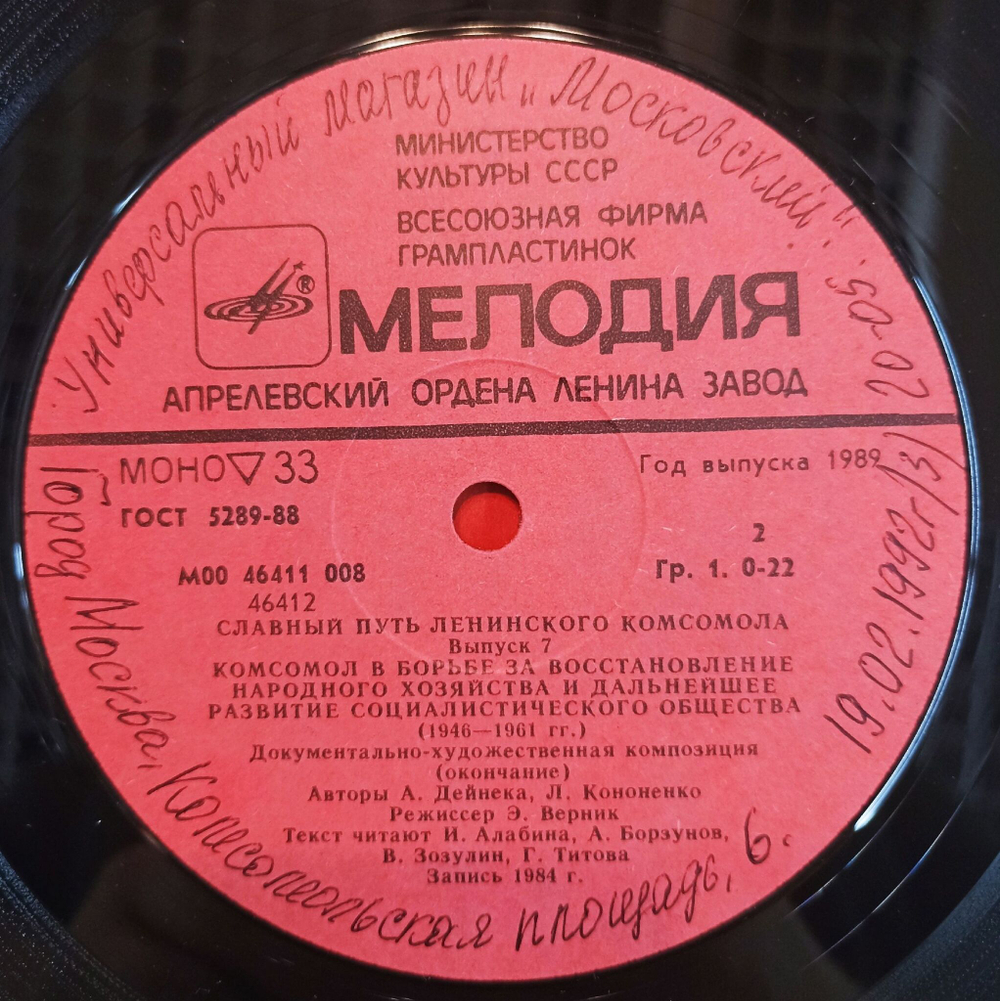 МИНИСТЕРСТВО
КУЛЬТУРЫ СССР
ВСЕСОЮЗНАЯ ФИРМА
ГРАМПЛАСТИНОК
®
МЕЛОДИЯ
АПРЕЛЕВСКИЙ ОРДЕНА ЛЕНИНА ЗАВОД
МОНО 33
Год выпуска 1989
ГОСТ 5289-88
2
М00 46411 008
Гр. 1. 0-22
46412
СЛАВНЫЙ ПУТЬ ЛЕНИНСКОГО КОМСОМОЛА
Выпуск 7
КОМСОМОЛ В БОРЬБЕ ЗА ВОССТАНОВЛЕНИЕ
НАРОДНОГО ХОЗЯЙСТВА И ДАЛЬНЕЙШЕЕ
РАЗВИТИЕ СОЦИАЛИСТИЧЕСКОГО ОБЩЕСТВА
(1946—1961 гг.)
Документально-художественная композиция
(окончание)
Авторы А. Дейнека, Л. Кононенко
Режиссер Э. Верник
Текст читают И. Алабина, А. Борзунов,
В. Зозулин, Г. Титова
Запись 1984 г.
Универсальный магазин „Московский".
20-05
19.02.1992г/3/
Город Москва, Комсомольская площадь, 6.